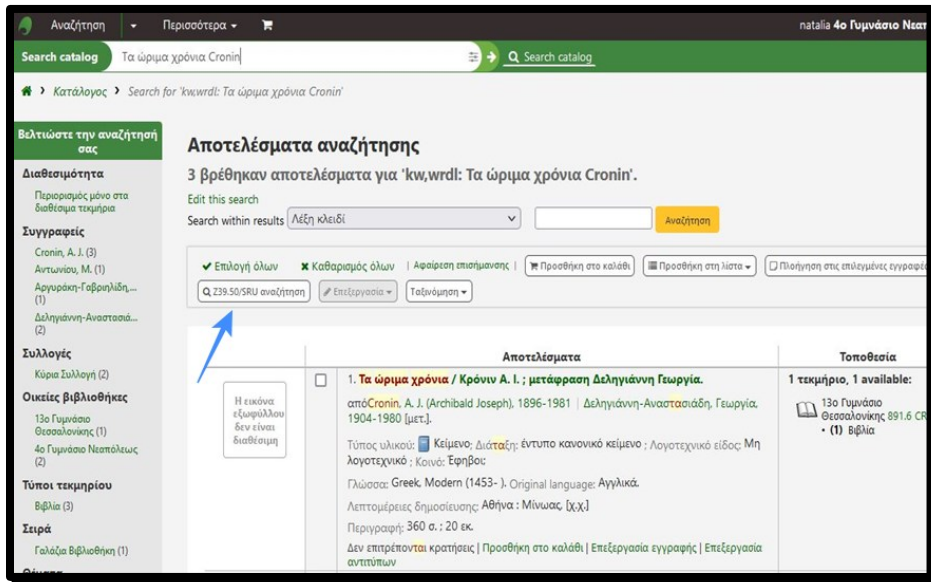 Αναζήτηση Περισσότερα natalia 4ο Γυμνάσιο Νεαπ
Search catalog Τα ώριμα χρόνια Cronin Search catalog
Κατάλογος Search for 'kw,wrdl: Τα ώριμα χρόνια Cronin'
Βελτιώστε την αναζήτησή
σας
Διαθεσιμότητα
Περιορισμός μόνο στα
διαθέσιμα τεκμήρια
Συγγραφείς
Cronin, A. J. (3)
Αντωνίου, Μ. (1)
Αργυράκη-Γαβριηλίδη,...
(1)
Δεληγιάννη-Αναστασιά...
(2)
Συλλογές
Κύρια Συλλογή (2)
Οικείες βιβλιοθήκες
13ο Γυμνάσιο
Θεσσαλονίκης (1)
4ο Γυμνάσιο Νεαπόλεως
(2)
Τύποι τεκμηρίου
Βιβλία (3)
Σειρά
Γαλάζια Βιβλιοθήκη (1)
Αποτελέσματα αναζήτησης
3 βρέθηκαν αποτελέσματα για 'kw,wrdl: Τα ώριμα χρόνια Cronin'.
Edit this search
Search within results Λέξη κλειδί Αναζήτηση
Επιλογή όλων Καθαρισμός όλων | Αφαίρεση επισήμανσης | Προσθήκη στο καλάθι Προσθήκη στη λίστα Πλοήγηση στις επιλεγμένες εγγραφές
Z39.50/SRU αναζήτηση Επεξεργασία Ταξινόμηση
Αποτελέσματα Τοποθεσία
Η εικόνα
εξωφύλλου
δεν είναι
διαθέσιμη
1. Τα ώριμα χρόνια / Κρόνιν Α. Ι. ; μετάφραση Δεληγιάννη Γεωργία.
απόCronin, A. J. (Archibald Joseph), 1896-1981 | Δεληγιάννη-Αναστασιάδη, Γεωργία,
1904-1980 [μετ.].
Τύπος υλικού: Κείμενο; Διάταξη: έντυπο κανονικό κείμενο ; Λογοτεχνικό είδος: Μη
λογοτεχνικό ; Κοινό: Έφηβοι;
Γλώσσα: Greek, Modern (1453- ). Original language: Αγγλικά.
Λεπτομέρειες δημοσίευσης: Αθήνα : Μίνωας, [χ.χ.]
Περιγραφή: 360 σ. ; 20 εκ.
Δεν επιτρέπονται κρατήσεις | Προσθήκη στο καλάθι | Επεξεργασία εγγραφής | Επεξεργασία
αντιτύπων
1 τεκμήριο, 1 available:
13ο Γυμνάσιο
Θεσσαλονίκης 891.6 CR
• (1) Βιβλία